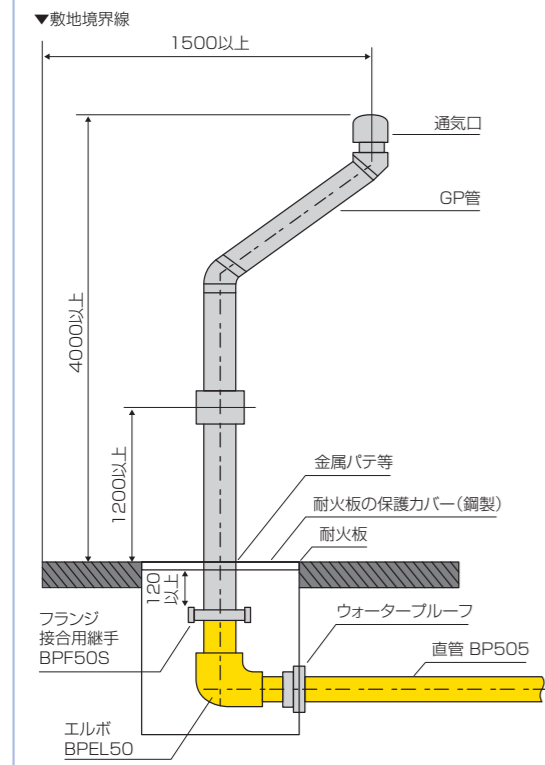 ▼敷地境界線
1500以上
通気口
GP管
4000以上
1200以上
金属パテ等
耐火板の保護カバー(鋼製)
耐火板
120
以上
フランジ
接合用継手
BPF50S
ウォータープルーフ
直管 BP505
エルボ
BPEL50